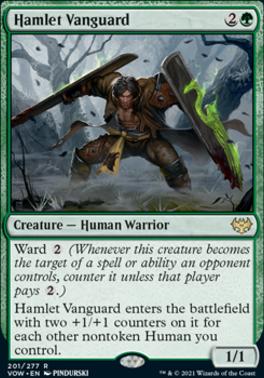 Hamlet Vanguard 2
Creature — Human Warrior
Ward 2 (Whenever this creature becomes
the target of a spell or ability an opponent
controls, counter it unless that player
pays 2.)
Hamlet Vanguard enters the battlefield
with two +1/+1 counters on it for
each other nontoken Human you
control.
1/1
201/277 R
VOW • EN PINDURSKI
™ & © 2021 Wizards of the Coast